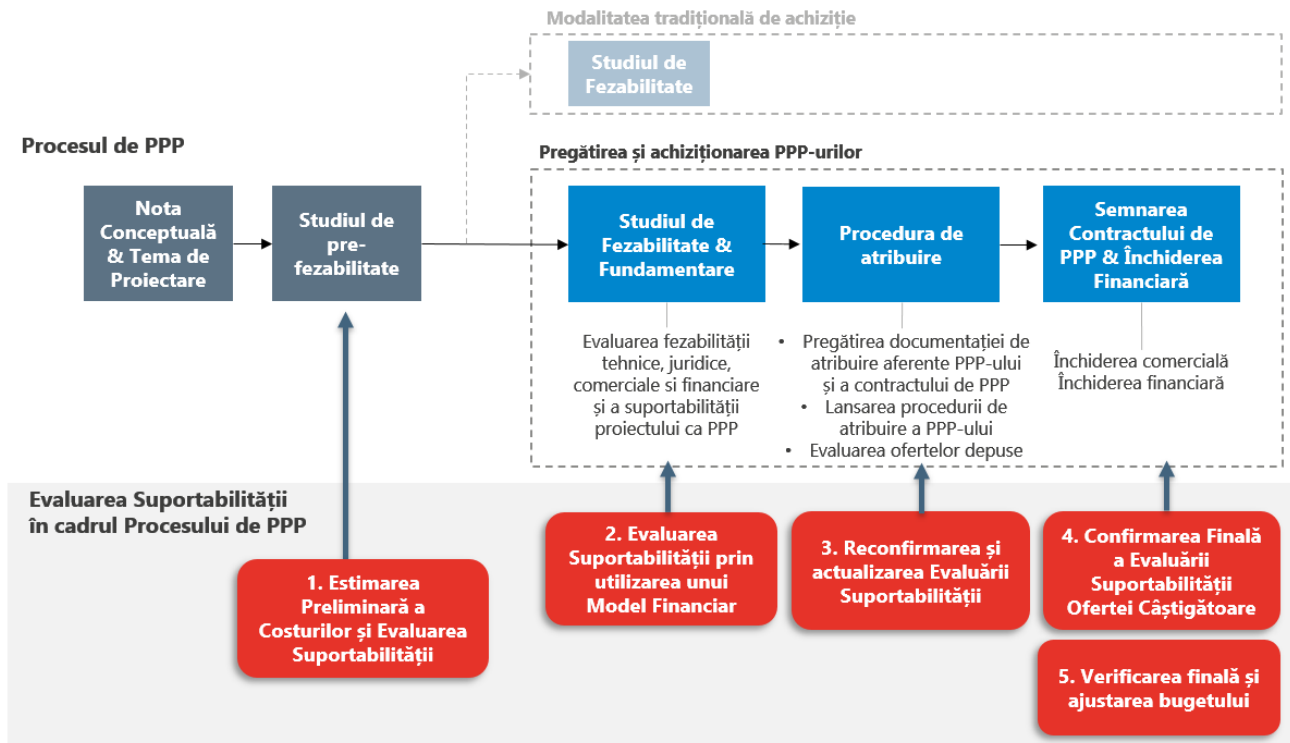 Modalitatea tradițională de achiziție
Studiul de
Fezabilitate
Procesul de PPP
Pregătirea și achiziționarea PPP-urilor
Nota
Conceptuală
& Tema de
Proiectare
Studiul de
pre-
fezabilitate
Studiul de
Fezabilitate &
Fundamentare
Procedura de
atribuire
Semnarea
Contractului de
PPP & Închiderea
Financiară
Evaluarea fezabilității
tehnice, juridice,
comerciale si financiare
și a suportabilității
proiectului ca PPP
• Pregătirea documentației de
atribuire aferente PPP-ului
și a contractului de PPP
• Lansarea procedurii de
atribuire a PPP-ului
• Evaluarea ofertelor depuse
Închiderea comercială
Închiderea financiară
Evaluarea Suportabilității
în cadrul Procesului de PPP
1. Estimarea
Preliminară a
Costurilor și Evaluarea
Suportabilității
2. Evaluarea
Suportabilității prin
utilizarea unui
Model Financiar
3. Reconfirmarea și
actualizarea Evaluării
Suportabilității
4. Confirmarea Finală
a Evaluării
Suportabilității
Ofertei Câștigătoare
5. Verificarea finală și
ajustarea bugetului